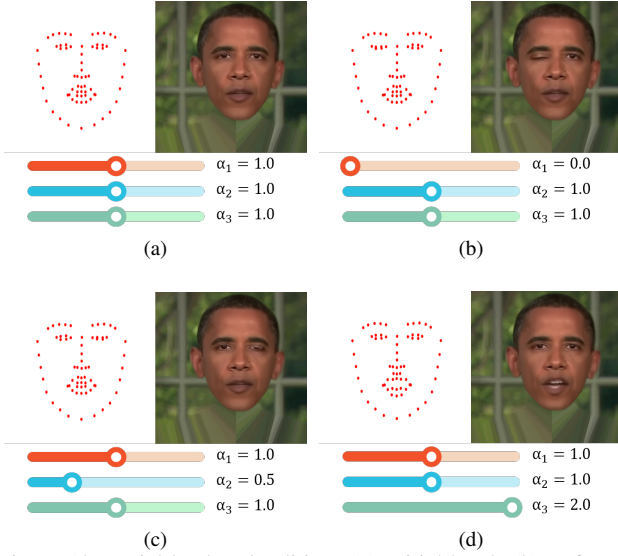 α₁ = 1.0
α₂ = 1.0
α₃ = 1.0
(a)
α₁ = 0.0
α₂ = 1.0
α₃ = 1.0
(b)
α₁ = 1.0
α₂ = 0.5
α₃ = 1.0
(c)
α₁ = 1.0
α₂ = 1.0
α₃ = 2.0
(d)